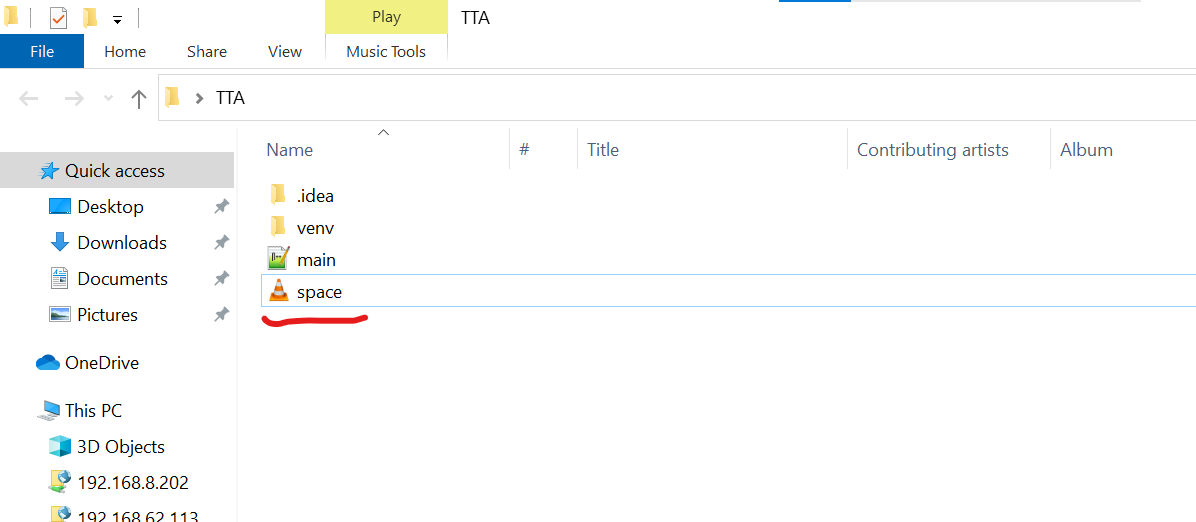 Play TTA
File Home Share View Music Tools
TTA
Name # Title Contributing artists Album
Quick access
.idea
Desktop
venv
Downloads
main
Documents
space
Pictures
OneDrive
This PC
3D Objects
192.168.8.202
192.168.62.113